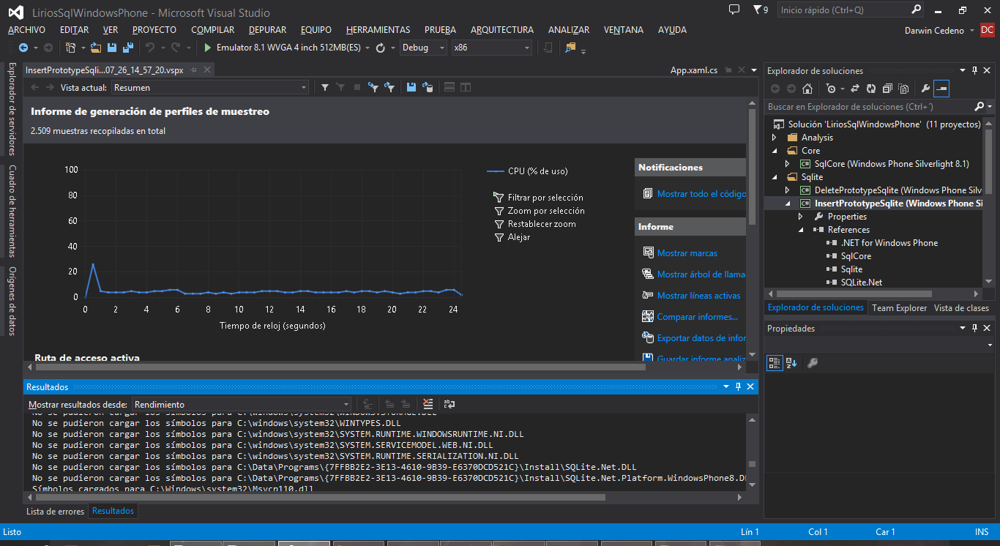 LiriosSqlWindowsPhone - Microsoft Visual Studio
9
Inicio rápido (Ctrl+Q)
ARCHIVO EDITAR VER PROYECTO COMPILAR DEPURAR EQUIPO HERRAMIENTAS PRUEBA ARQUITECTURA ANALIZAR VENTANA AYUDA
Darwin Cedeno DC
Emulator 8.1 WVGA 4 inch 512MB(ES) Debug x86
Explorador de servidores
Cuadro de herramientas
Orígenes de datos
InsertPrototypeSqli...07_26_14_57_20.vspx
App.xaml.cs
Vista actual: Resumen
Informe de generación de perfiles de muestreo
2.509 muestras recopiladas en total
100
80
60
40
20
0
0 2 4 6 8 10 12 14 16 18 20 22 24
Tiempo de reloj (segundos)
CPU (% de uso)
Filtrar por selección
Zoom por selección
Restablecer zoom
Alejar
Notificaciones
Mostrar todo el código
Informe
Mostrar marcas
Mostrar árbol de llama
Mostrar líneas activas
Comparar informes...
Exportar datos de infor
Guardar informe analiz
Ruta de acceso activa
Resultados
Mostrar resultados desde: Rendimiento
No se pudieron cargar los símbolos para C:\windows\system32\WINDOWS.STORAGE.DLL
No se pudieron cargar los símbolos para C:\windows\system32\WINTYPES.DLL
No se pudieron cargar los símbolos para C:\windows\system32\SYSTEM.RUNTIME.WINDOWSRUNTIME.NI.DLL
No se pudieron cargar los símbolos para C:\windows\system32\SYSTEM.SERVICEMODEL.WEB.NI.DLL
No se pudieron cargar los símbolos para C:\windows\system32\SYSTEM.RUNTIME.SERIALIZATION.NI.DLL
No se pudieron cargar los símbolos para C:\Data\Programs\{7FFBB2E2-3E13-4610-9B39-E6370DCD521C}\Install\SQLite.Net.DLL
No se pudieron cargar los símbolos para C:\Data\Programs\{7FFBB2E2-3E13-4610-9B39-E6370DCD521C}\Install\SQLite.Net.Platform.WindowsPhone8.DL
Símbolos cargados para C:\Windows\system32\Msvcn110.dll
Lista de errores Resultados
Explorador de soluciones
Buscar en Explorador de soluciones (Ctrl+´)
Solución 'LiriosSqlWindowsPhone' (11 proyectos)
Analysis
Core
C# SqlCore (Windows Phone Silverlight 8.1)
Sqlite
C# DeletePrototypeSqlite (Windows Phone Silv
C# InsertPrototypeSqlite (Windows Phone Si
Properties
References
.NET for Windows Phone
SqlCore
Sqlite
SQLite.Net
Explorador de soluciones Team Explorer Vista de clases
Propiedades
Listo
Lín 1 Col 1 Car 1 INS